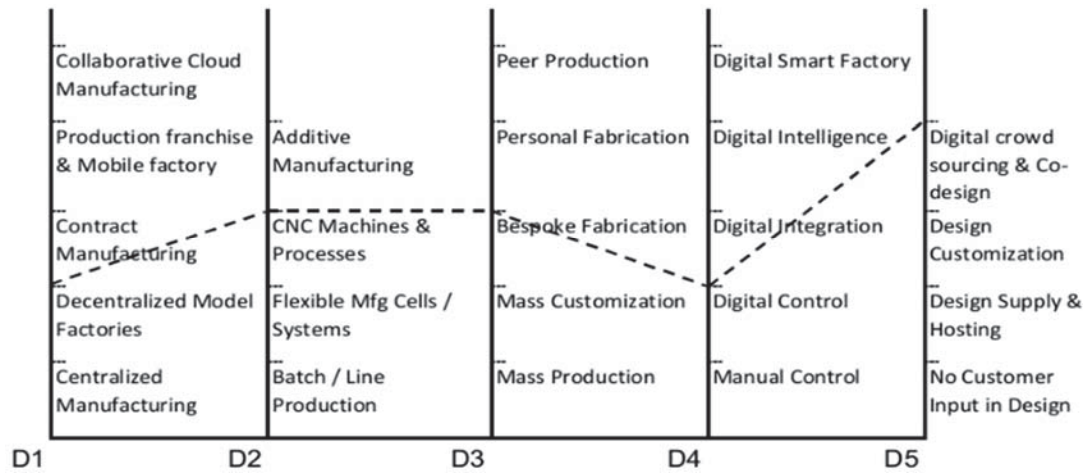 Collaborative Cloud
Manufacturing
Production franchise
& Mobile factory
Contract
Manufacturing
Decentralized Model
Factories
Centralized
Manufacturing
Additive
Manufacturing
CNC Machines &
Processes
Flexible Mfg Cells /
Systems
Batch / Line
Production
Peer Production
Personal Fabrication
Bespoke Fabrication
Mass Customization
Mass Production
Digital Smart Factory
Digital Intelligence
Digital Integration
Digital Control
Manual Control
Digital crowd
sourcing & Co-
design
Design
Customization
Design Supply &
Hosting
No Customer
Input in Design
D1
D2
D3
D4
D5